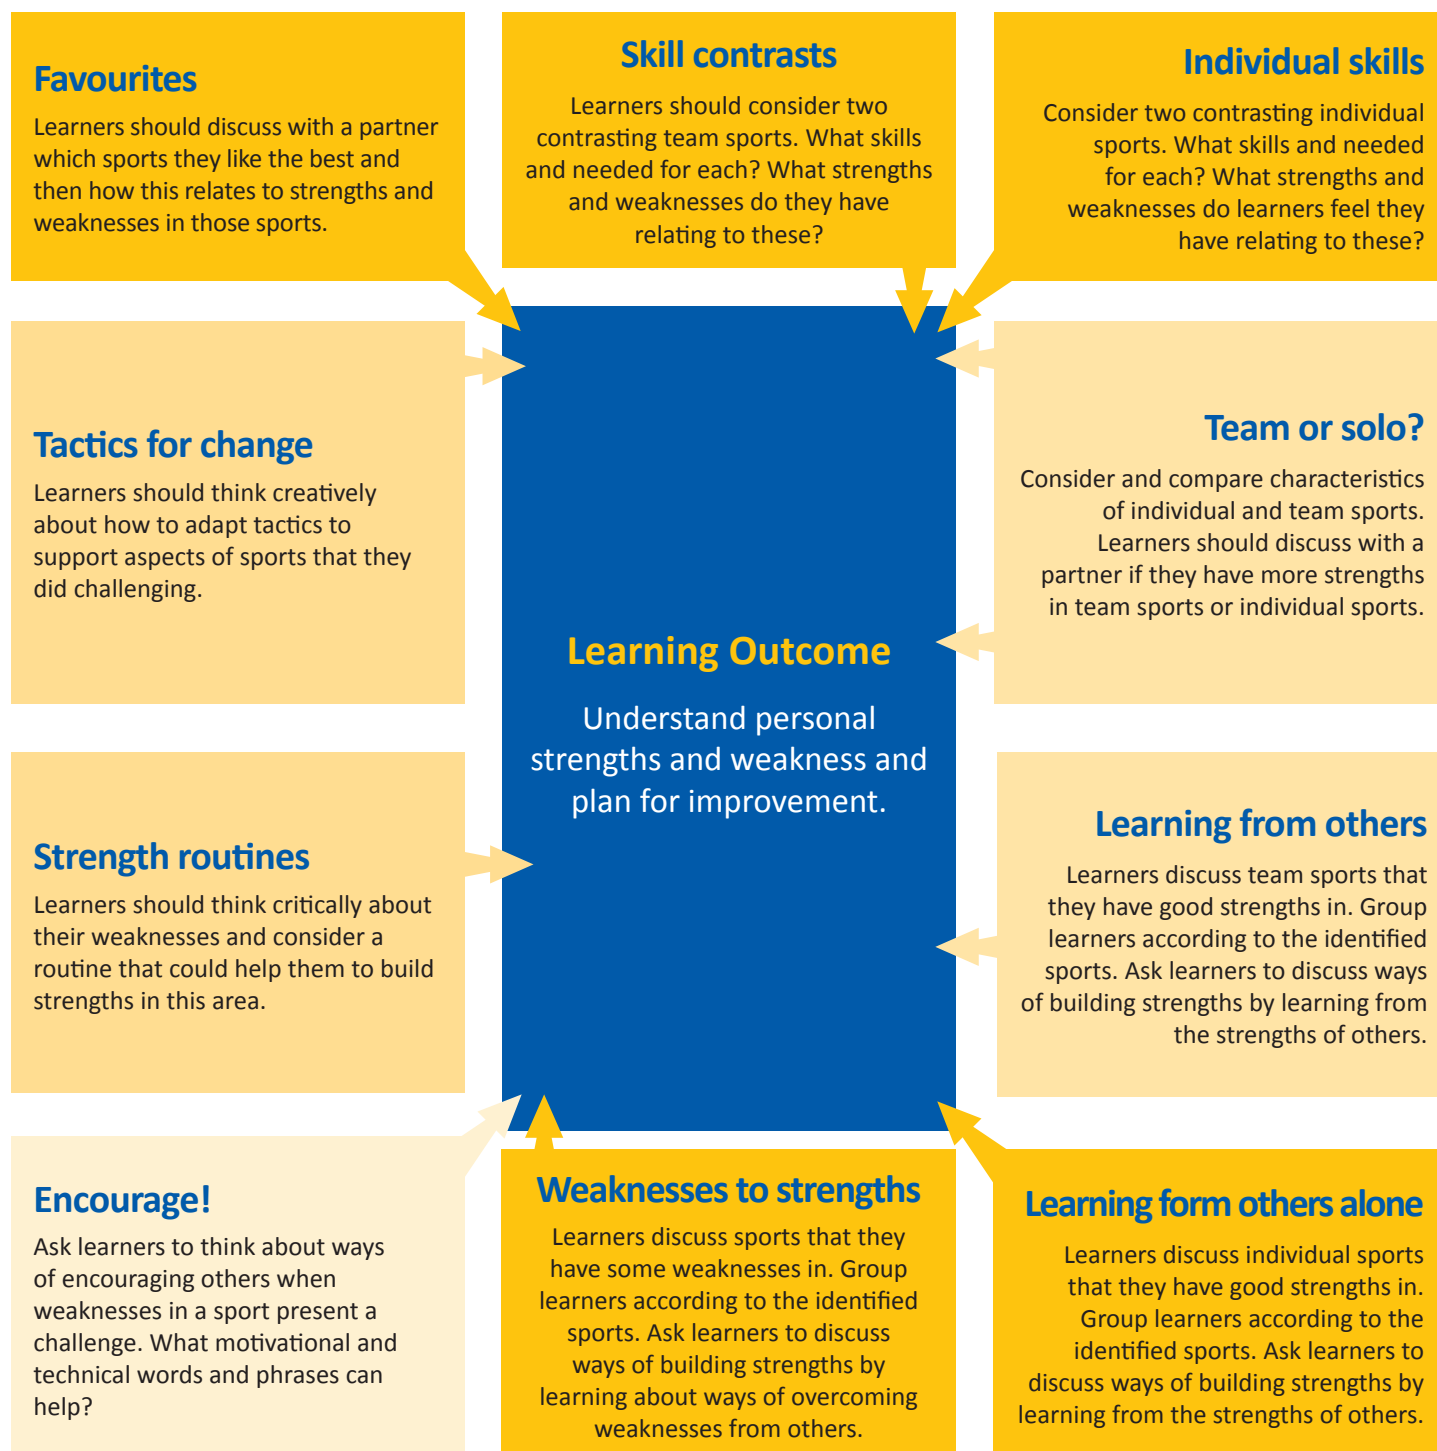 Favourites
Learners should discuss with a partner
which sports they like the best and
then how this relates to strengths and
weaknesses in those sports.
Skill contrasts
Learners should consider two
contrasting team sports. What skills
and needed for each? What strengths
and weaknesses do they have
relating to these?
Individual skills
Consider two contrasting individual
sports. What skills and needed
for each? What strengths and
weaknesses do learners feel they
have relating to these?
Tactics for change
Learners should think creatively
about how to adapt tactics to
support aspects of sports that they
did challenging.
Learning Outcome
Understand personal
strengths and weakness and
plan for improvement.
Team or solo?
Consider and compare characteristics
of individual and team sports.
Learners should discuss with a
partner if they have more strengths
in team sports or individual sports.
Strength routines
Learners should think critically about
their weaknesses and consider a
routine that could help them to build
strengths in this area.
Learning from others
Learners discuss team sports that
they have good strengths in. Group
learners according to the identified
sports. Ask learners to discuss ways
of building strengths by learning from
the strengths of others.
Encourage!
Ask learners to think about ways
of encouraging others when
weaknesses in a sport present a
challenge. What motivational and
technical words and phrases can
help?
Weaknesses to strengths
Learners discuss sports that they
have some weaknesses in. Group
learners according to the identified
sports. Ask learners to discuss
ways of building strengths by
learning about ways of overcoming
weaknesses from others.
Learning form others alone
Learners discuss individual sports
that they have good strengths in.
Group learners according to the
identified sports. Ask learners to
discuss ways of building strengths by
learning from the strengths of others.